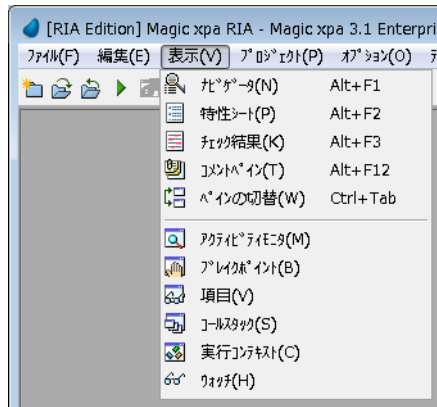 [RIA Edition] Magic xpa RIA - Magic xpa 3.1 Enterpri
ﾌｧｲﾙ(F) 編集(E) 表示(V) ﾌﾟﾛｼﾞｪｸﾄ(P) ｵﾌﾟｼｮﾝ(O)
ﾅﾋﾞｹﾞｰﾀ(N) Alt+F1
特性ｼｰﾄ(P) Alt+F2
ﾁｪｯｸ結果(K) Alt+F3
ｺﾒﾝﾄﾍﾟｲﾝ(T) Alt+F12
ﾍﾟｲﾝの切替(W) Ctrl+Tab
ｱｸﾃｨﾋﾞﾃｨﾓﾆﾀ(M)
ﾌﾞﾚｲｸﾎﾟｲﾝﾄ(B)
項目(V)
ｺｰﾙｽﾀｯｸ(S)
実行ｺﾝﾃｷｽﾄ(C)
ｳｫｯﾁ(H)